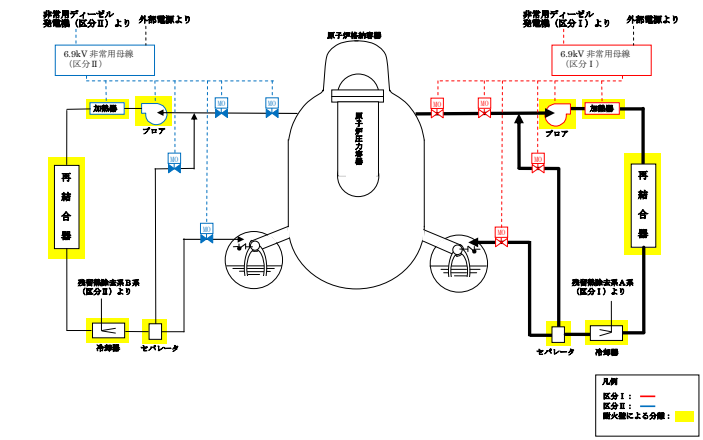 非常用ディーゼル
発電機（区分Ⅱ）より
外部電源より
6.9kV 非常用母線
（区分Ⅱ）
原子炉格納容器
非常用ディーゼル
発電機（区分Ⅰ）より
外部電源より
6.9kV 非常用母線
（区分Ⅰ）
加熱器
ブロア
MO
MO
原子炉圧力容器
MO
MO
ブロア
加熱器
MO
MO
再結合器
再結合器
MO
MO
残留熱除去系B系
（区分Ⅱ）より
冷却器
セパレータ
残留熱除去系A系
（区分Ⅰ）より
セパレータ
冷却器
凡例
区分Ⅰ：
区分Ⅱ：
耐火壁による分離：